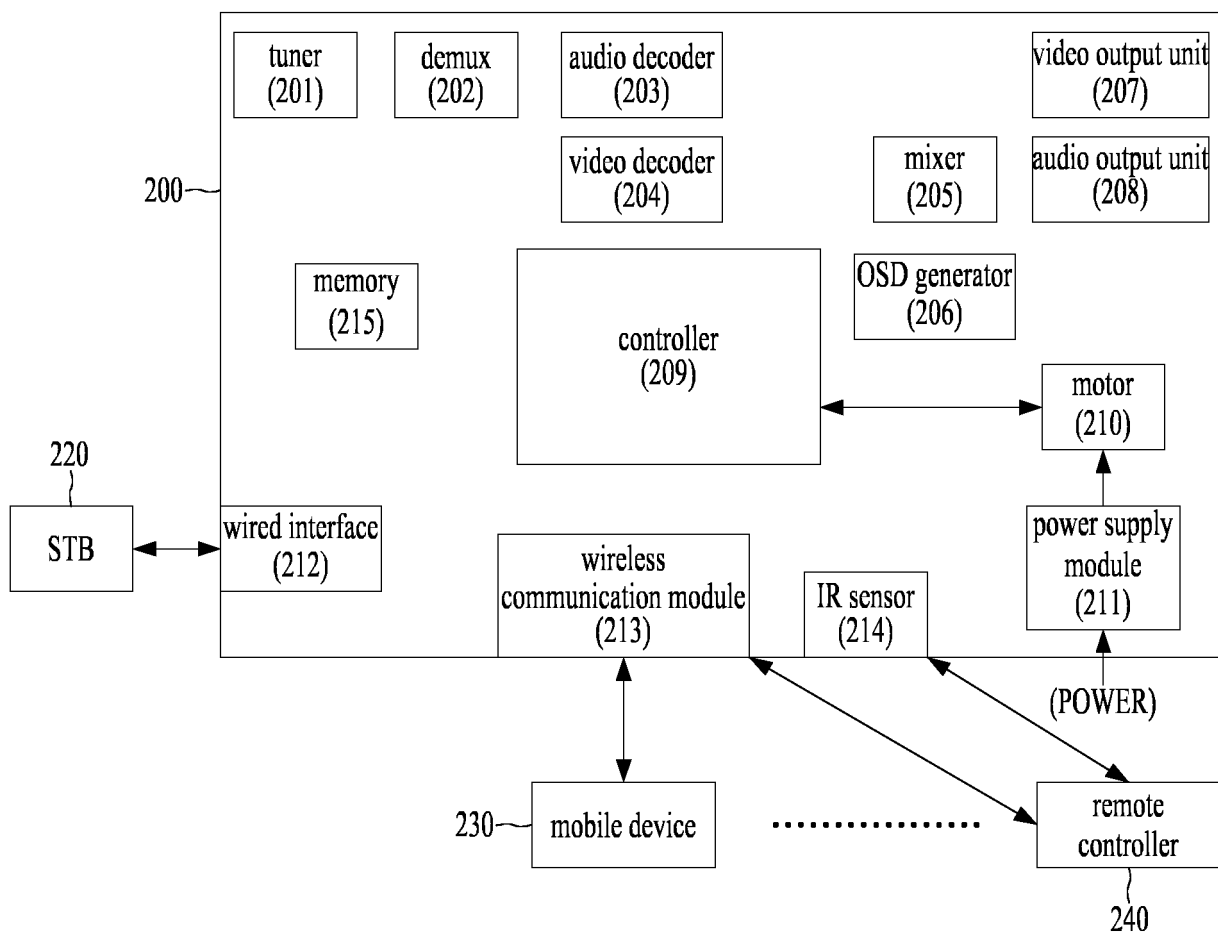 tuner
(201)
demux
(202)
audio decoder
(203)
video output unit
(207)
video decoder
(204)
mixer
(205)
audio output unit
(208)
200
memory
(215)
controller
(209)
OSD generator
(206)
motor
(210)
220
STB
wired interface
(212)
wireless
communication module
(213)
IR sensor
(214)
power supply
module
(211)
(POWER)
230
mobile device
remote
controller
240